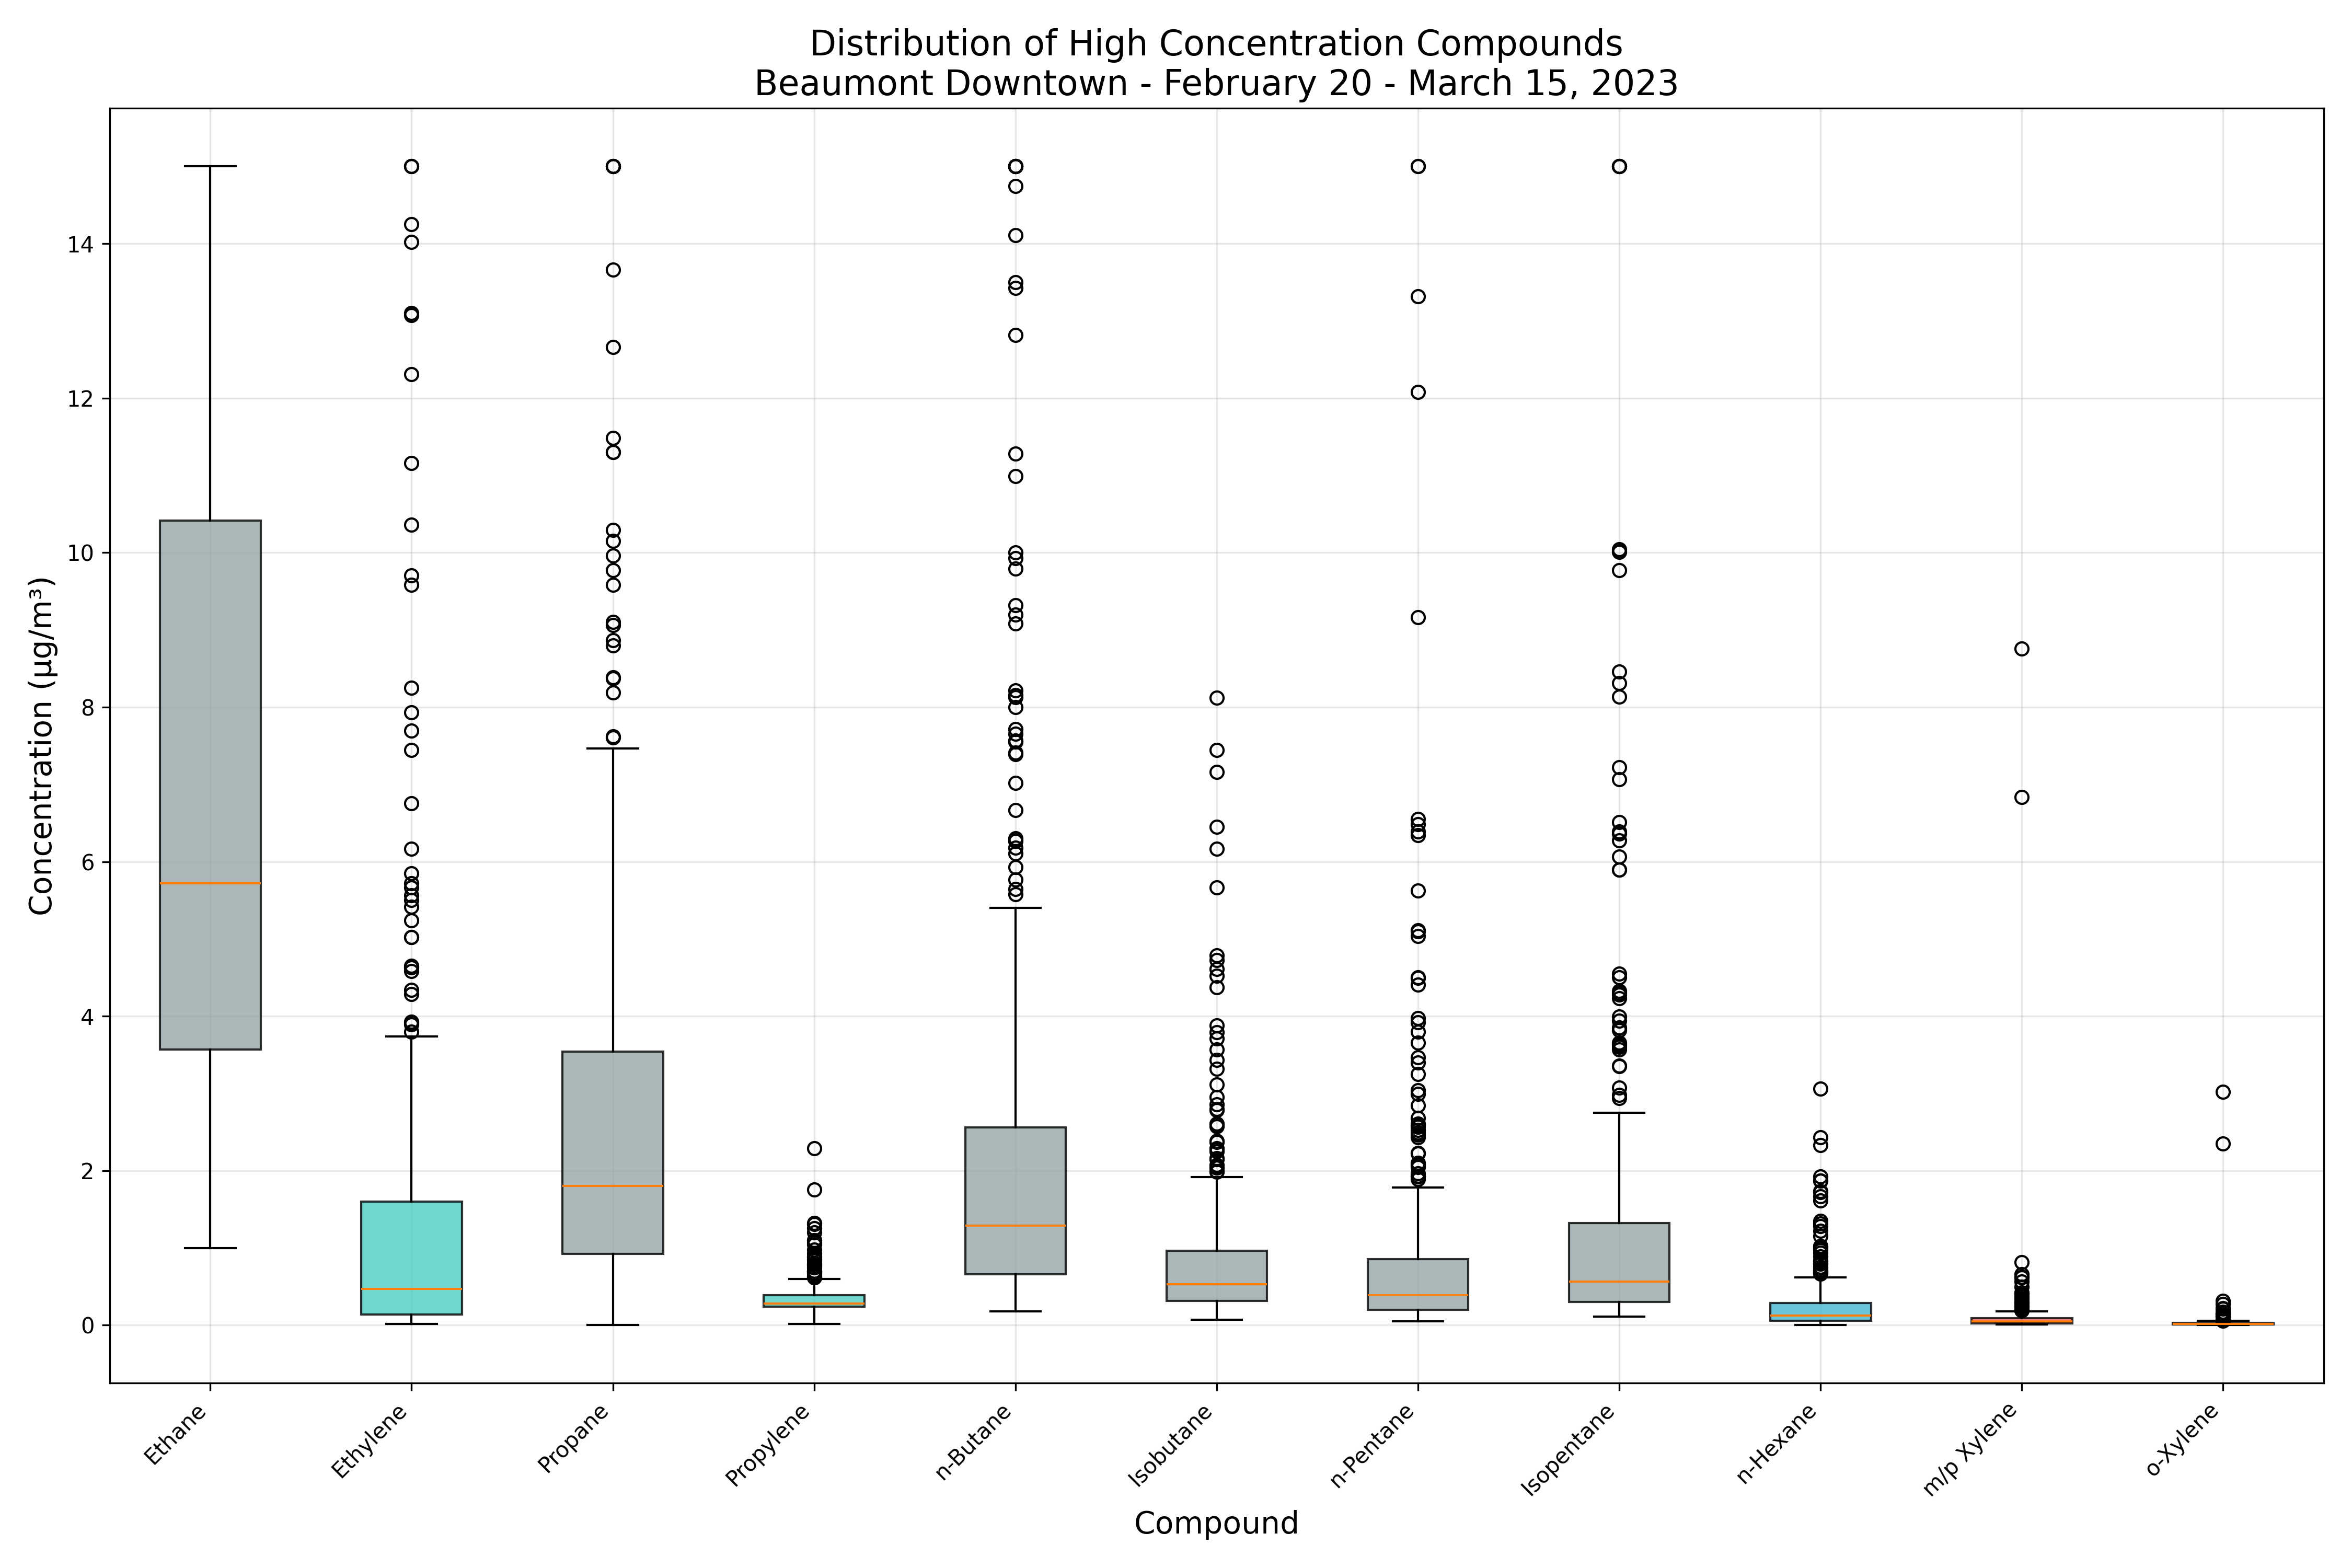 Distribution of High Concentration Compounds
Beaumont Downtown - February 20 - March 15, 2023
Concentration (µg/m³)
14
12
10
8
6
4
2
0
Ethane
Ethylene
Propane
Propylene
n-Butane
Isobutane
n-Pentane
Isopentane
n-Hexane
m/p Xylene
o-Xylene
Compound